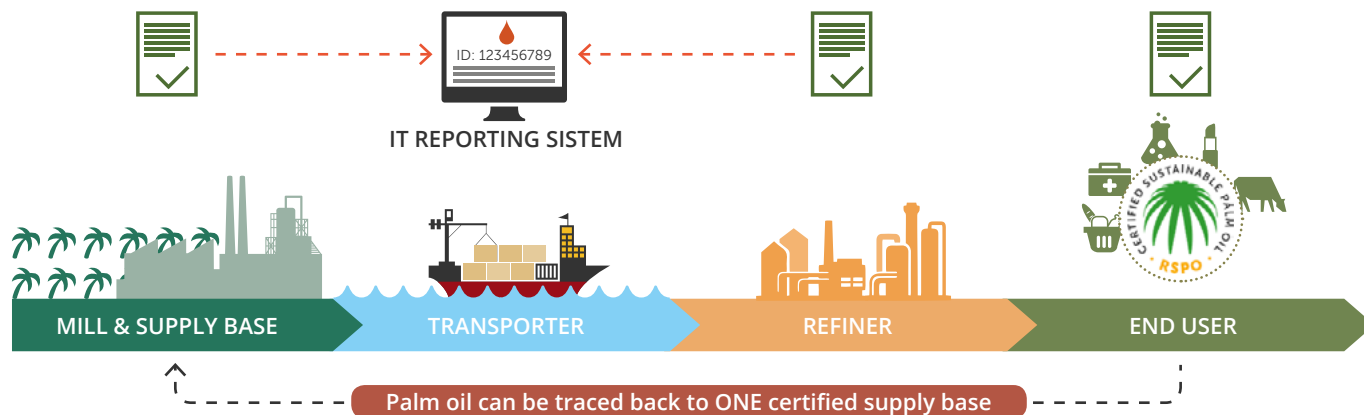 ID: 123456789
IT REPORTING SISTEM
CERTIFIED SUSTAINABLE PALM OIL
· RSPO ·
MILL & SUPPLY BASE
TRANSPORTER
REFINER
END USER
Palm oil can be traced back to ONE certified supply base